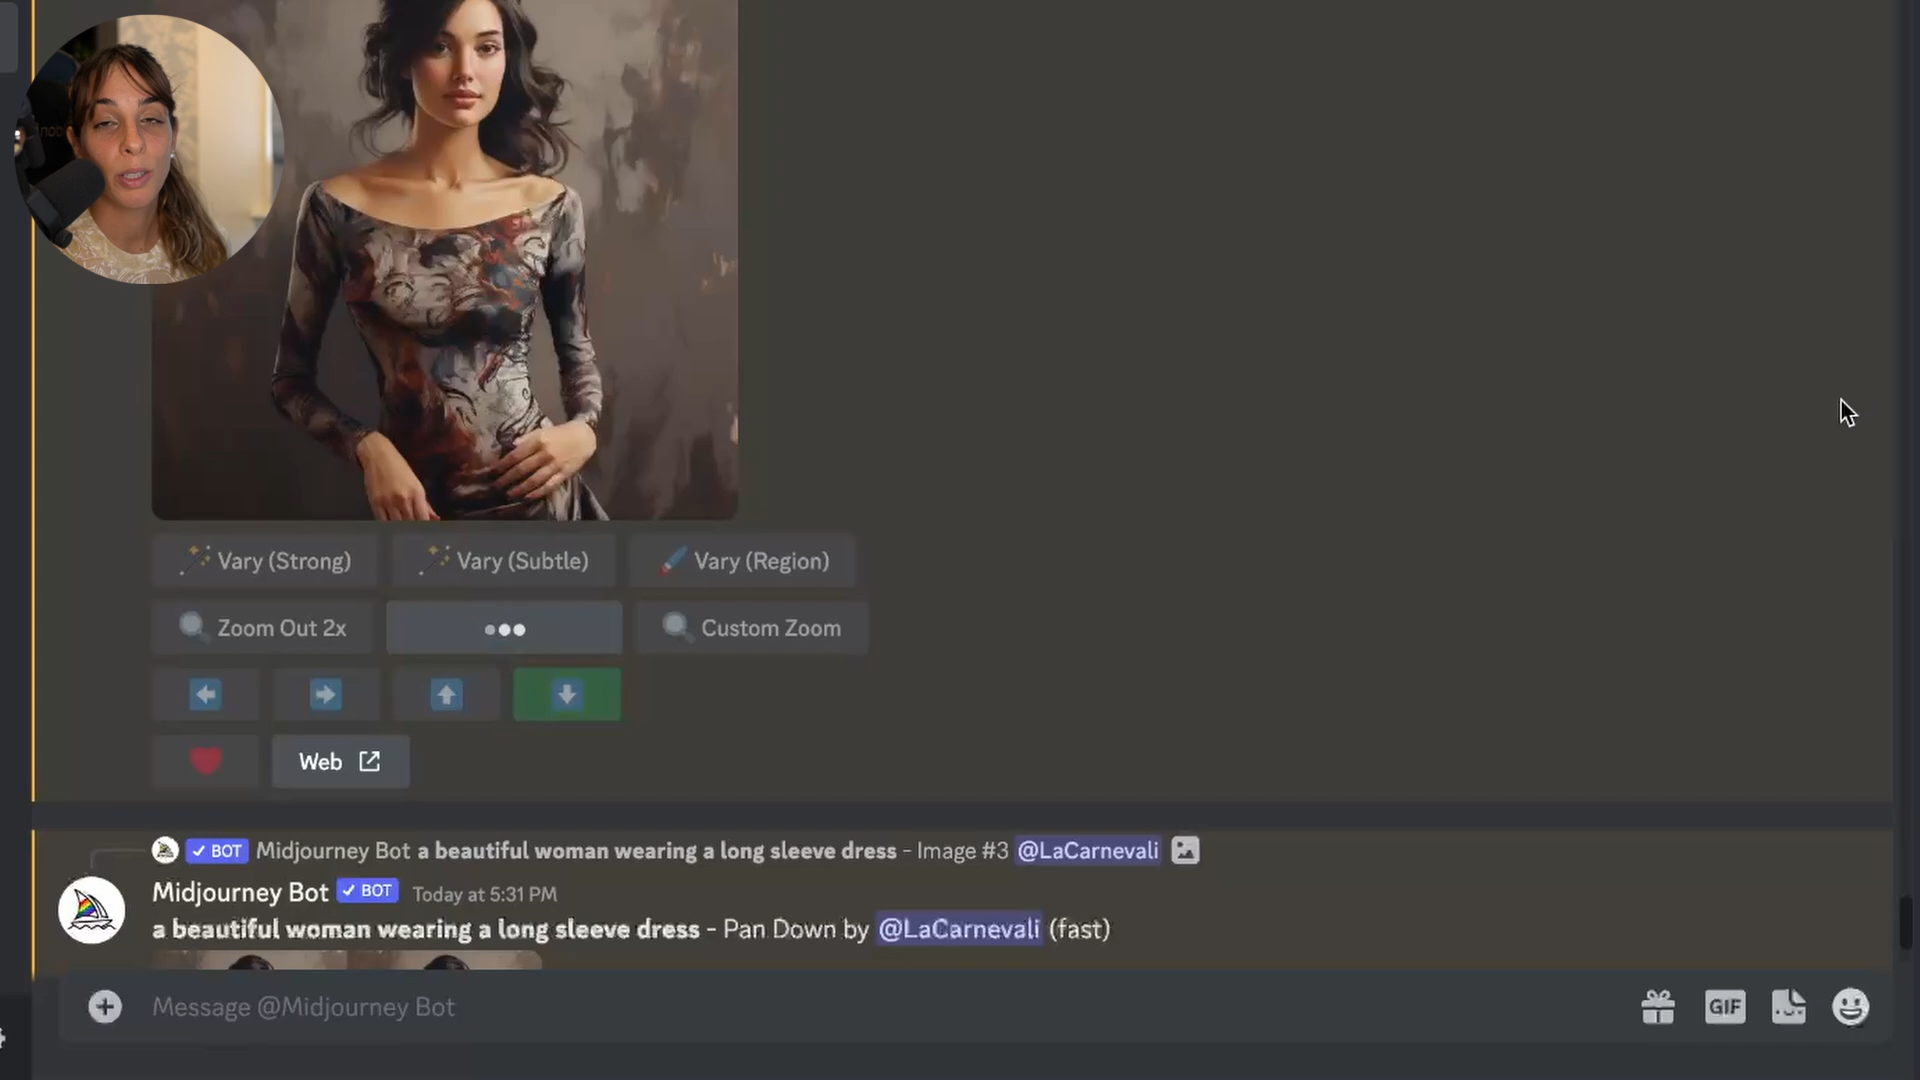 Vary (Strong)
Vary (Subtle)
Vary (Region)
Zoom Out 2x
Custom Zoom
Web
BOT Midjourney Bot a beautiful woman wearing a long sleeve dress - Image #3 @LaCarnevali
Midjourney Bot BOT Today at 5:31 PM
a beautiful woman wearing a long sleeve dress - Pan Down by @LaCarnevali (fast)
Message @Midjourney Bot
GIF